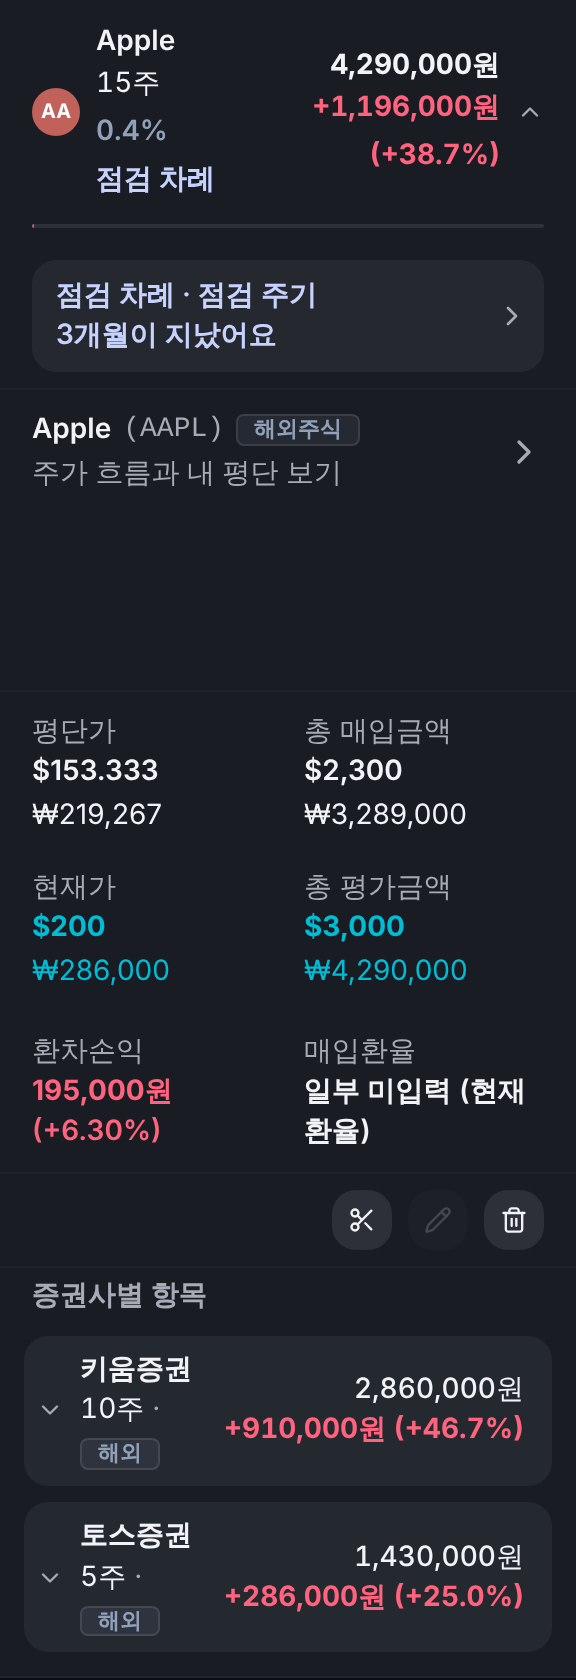 Apple
15주
0.4%
점검 차례
AA
4,290,000원
+1,196,000원
(+38.7%)
점검 차례 · 점검 주기
3개월이 지났어요
Apple (AAPL) 해외주식
주가 흐름과 내 평단 보기
평단가
$153.333
₩219,267
총 매입금액
$2,300
₩3,289,000
현재가
$200
₩286,000
총 평가금액
$3,000
₩4,290,000
환차손익
195,000원
(+6.30%)
매입환율
일부 미입력 (현재
환율)
증권사별 항목
키움증권
10주 ·
해외
2,860,000원
+910,000원 (+46.7%)
토스증권
5주 ·
해외
1,430,000원
+286,000원 (+25.0%)